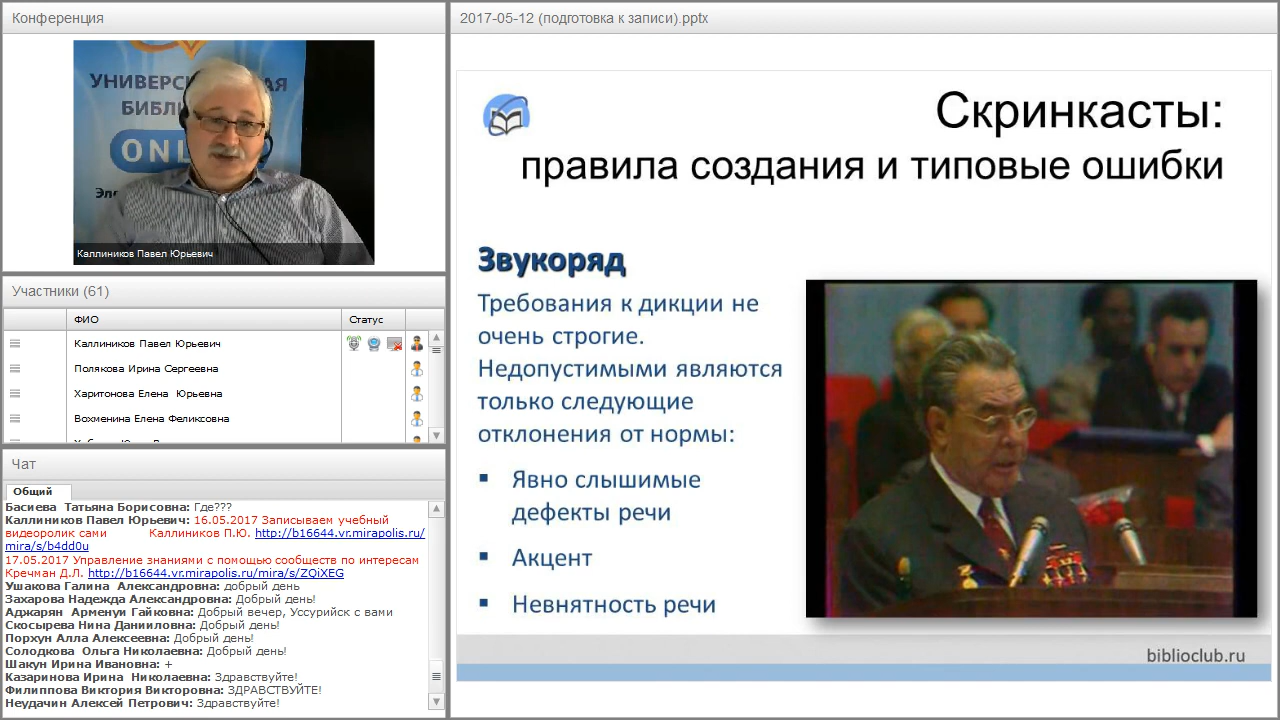 Конференция
УНИВЕРС
АЯ
БИБЛИ
ONL
Каллиников Павел Юрьевич
Участники (61)
ФИО
Статус
Каллиников Павел Юрьевич
Полякова Ирина Сергеевна
Харитонова Елена Юрьевна
Вохменина Елена Феликсовна
Чат
Общий
Басиева Татьяна Борисовна: Где???
Каллиников Павел Юрьевич: 16.05.2017 Записываем учебный
видеоролик сами Каллиников П.Ю. http://b16644.vr.mirapolis.ru/
mira/s/b4dd0u
17.05.2017 Управление знаниями с помощью сообществ по интересам
Кречман Д.Л. http://b16644.vr.mirapolis.ru/mira/s/ZQiXEG
Ушакова Галина Александровна: добрый день
Захарова Надежда Александровна: Добрый день!
Аджарян Арменуи Гайковна: Добрый вечер, Уссурийск с вами
Скосырева Нина Данииловна: Добрый день!
Порхун Алла Алексеевна: Добрый день!
Солодкова Ольга Николаевна: Добрый день!
Шакун Ирина Ивановна: +
Казаринова Ирина Николаевна: Здравствуйте!
Филиппова Виктория Викторовна: ЗДРАВСТВУЙТЕ!
Неудачин Алексей Петрович: Здравствуйте!
2017-05-12 (подготовка к записи).pptx
Скринкасты:
правила создания и типовые ошибки
Звукоряд
Требования к дикции не
очень строгие.
Недопустимыми являются
только следующие
отклонения от нормы:
▪ Явно слышимые
дефекты речи
▪ Акцент
▪ Невнятность речи
biblioclub.ru